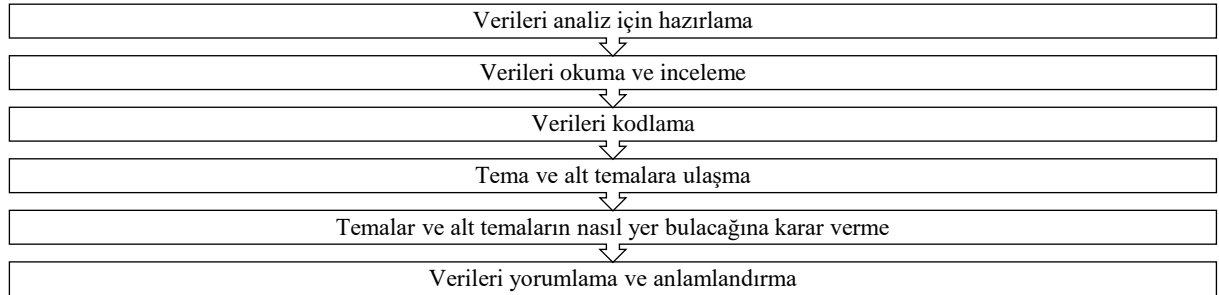 Verileri analiz için hazırlama
Verileri okuma ve inceleme
Verileri kodlama
Tema ve alt temalara ulaşma
Temalar ve alt temaların nasıl yer bulacağına karar verme
Verileri yorumlama ve anlamlandırma